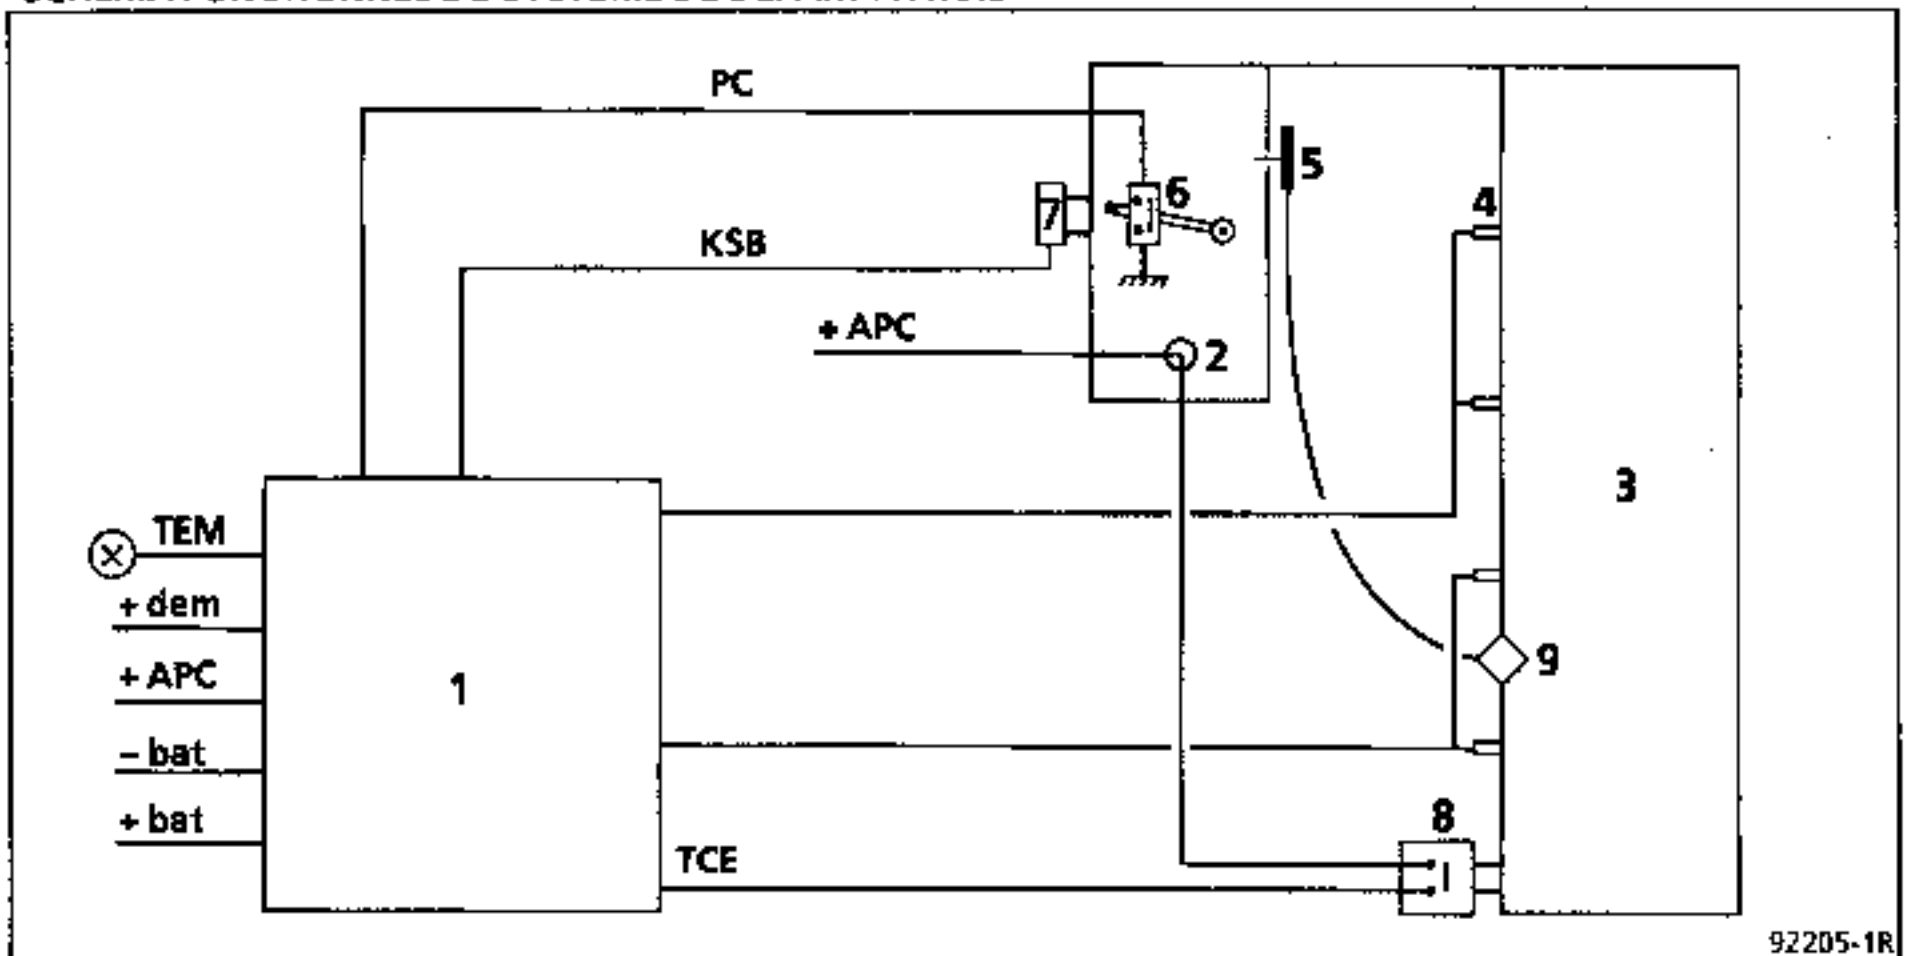 PC
5
6
4
7
KSB
+ APC
2
3
TEM
+ dem
+ APC
1
9
- bat
+ bat
8
TCE
92205-1R